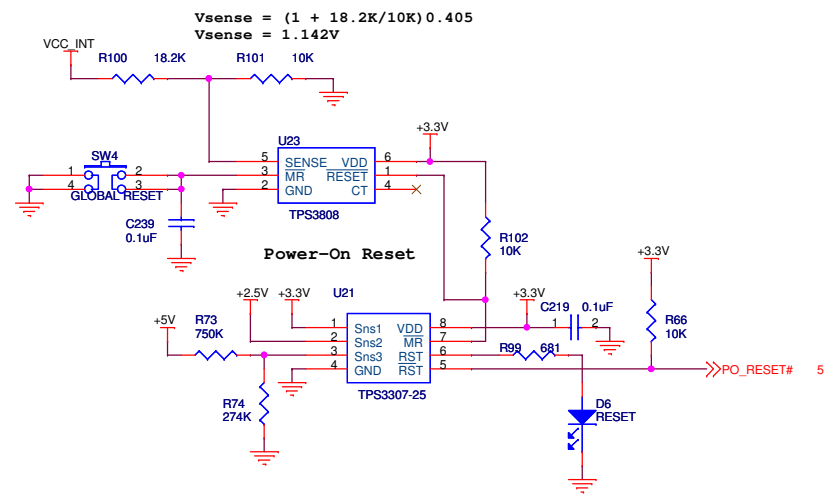 Vsense = (1 + 18.2K/10K)0.405
Vsense = 1.142V
VCC_INT
R100 18.2K R101 10K
+3.3V
U23
SW4
1 2
4 3
GLOBAL RESET
5 SENSE VDD 6
3 MR RESET 1
2 GND CT 4
TPS3808
C239
0.1uF
R102
10K
Power-On Reset
+3.3V
+2.5V +3.3V U21 +3.3V
C219 0.1uF
1 2
+5V R73
750K
R66
10K
1 Sns1 VDD 8
2 Sns2 MR 7
3 Sns3 RST 6
4 GND RST 5
R99 681
PO_RESET# 5
TPS3307-25
R74
274K
D6
RESET